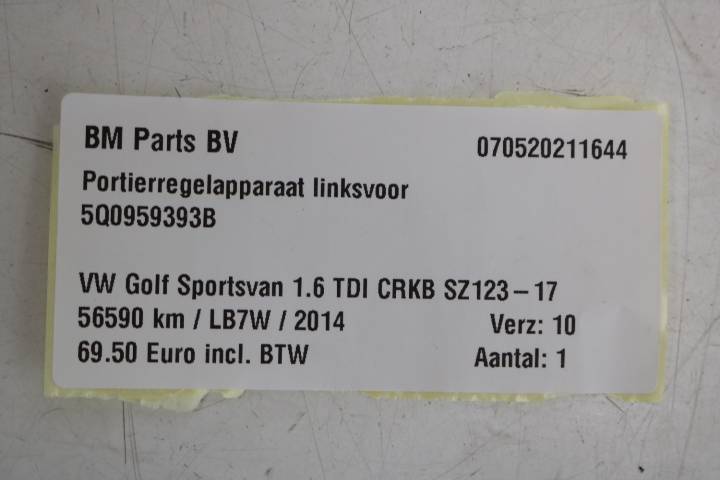 BM Parts BV 070520211644
Portierregelapparaat linksvoor
5Q0959393B
VW Golf Sportsvan 1.6 TDI CRKB SZ123-17
56590 km / LB7W / 2014 Verz: 10
69.50 Euro incl. BTW Aantal: 1